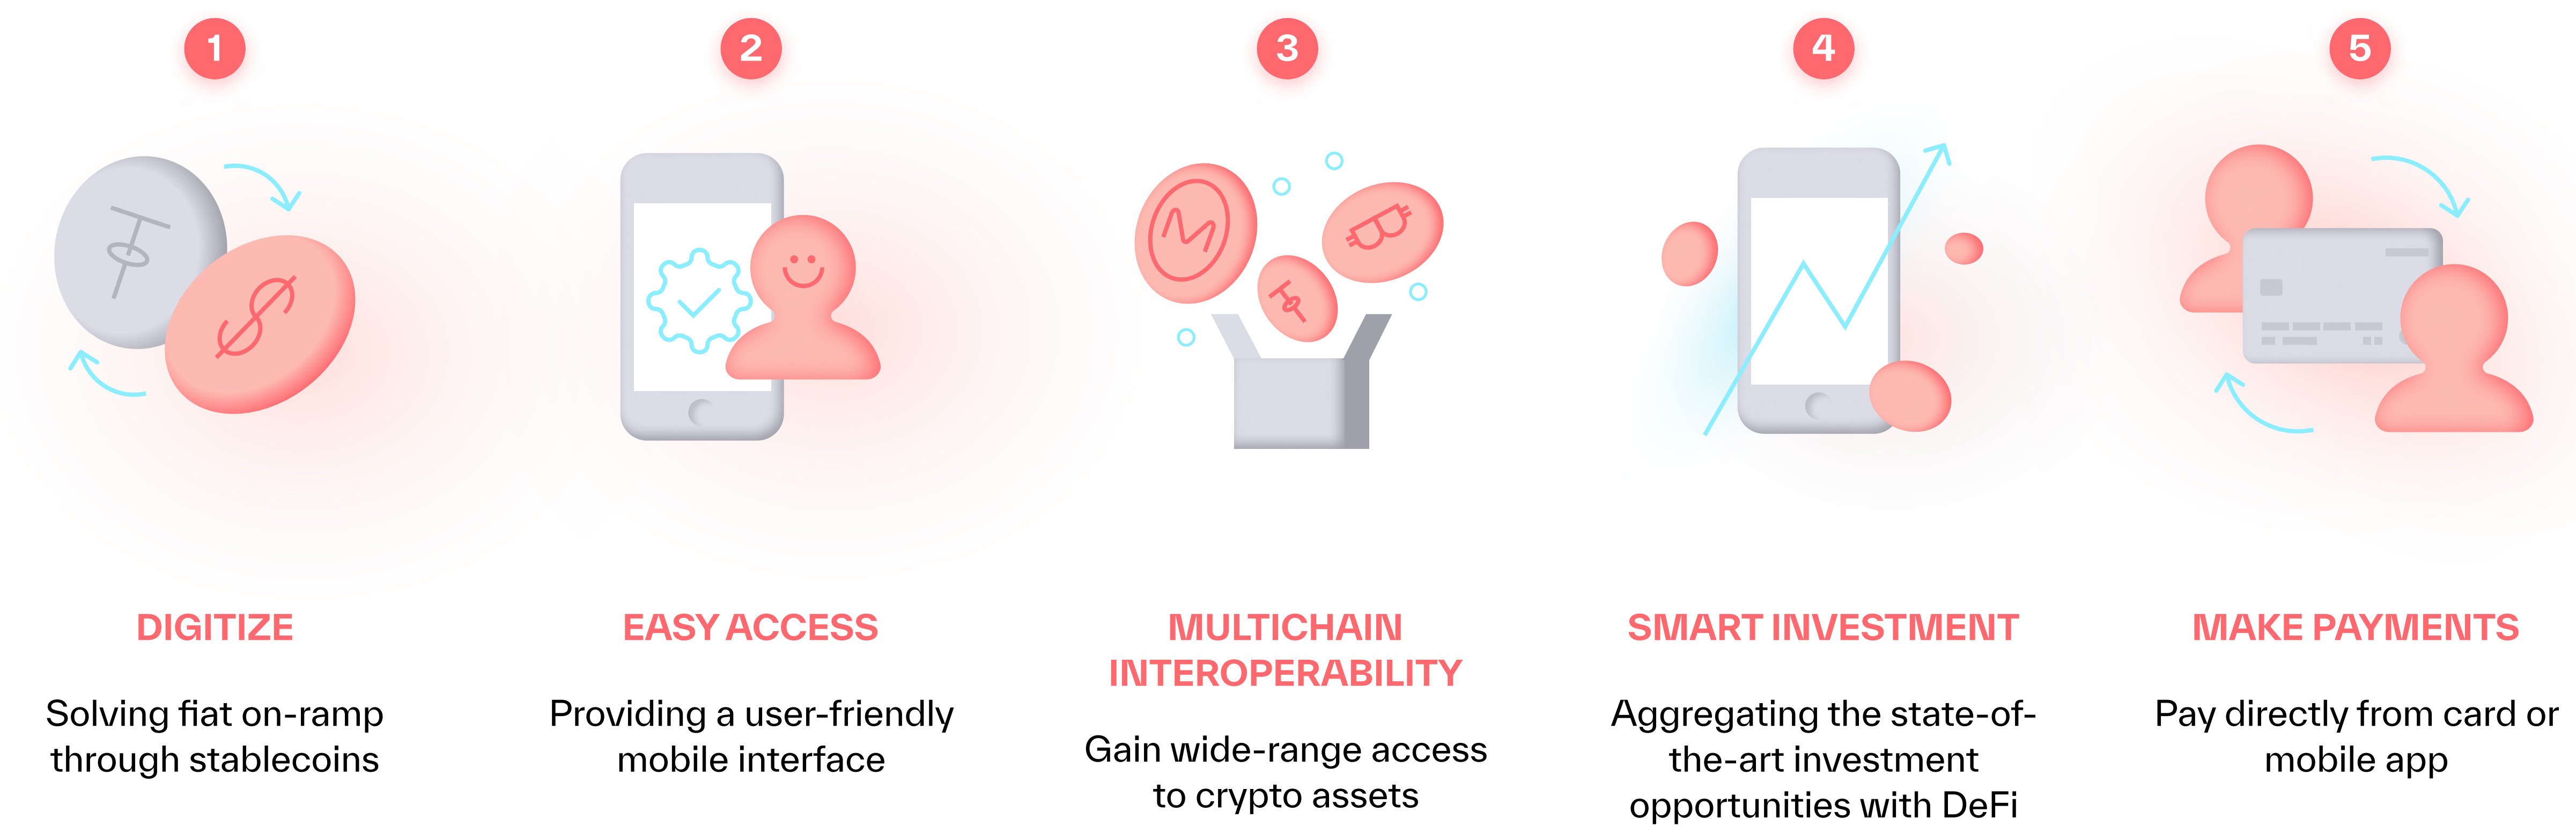 1
2
3
4
5
DIGITIZE
Solving fiat on-ramp
through stablecoins
EASY ACCESS
Providing a user-friendly
mobile interface
MULTICHAIN
INTEROPERABILITY
Gain wide-range access
to crypto assets
SMART INVESTMENT
Aggregating the state-of-
the-art investment
opportunities with DeFi
MAKE PAYMENTS
Pay directly from card or
mobile app